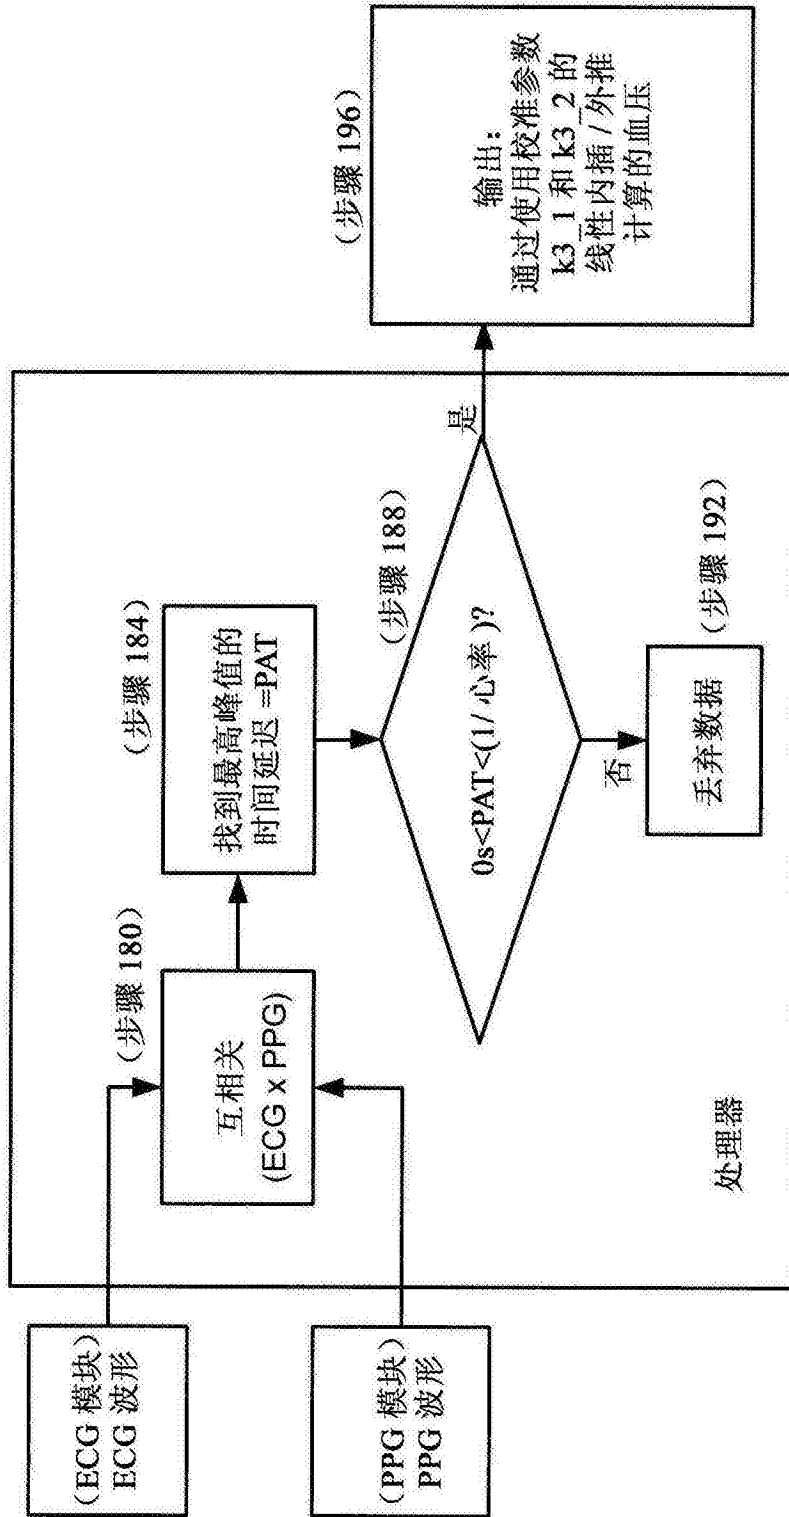 (ECG 模块)
ECG 波形
(PPG 模块)
PPG 波形
(步骤 180)
互相关
(ECG x PPG)
(步骤 184)
找到最高峰值的
时间延迟 =PAT
(步骤 188)
0s<PAT<(1/ 心率 )?
是
否
(步骤 192)
丢弃数据
处理器
(步骤 196)
输出：
通过使用校准参数
k3_1 和 k3_2 的
线性内插 / 外推
计算的血压